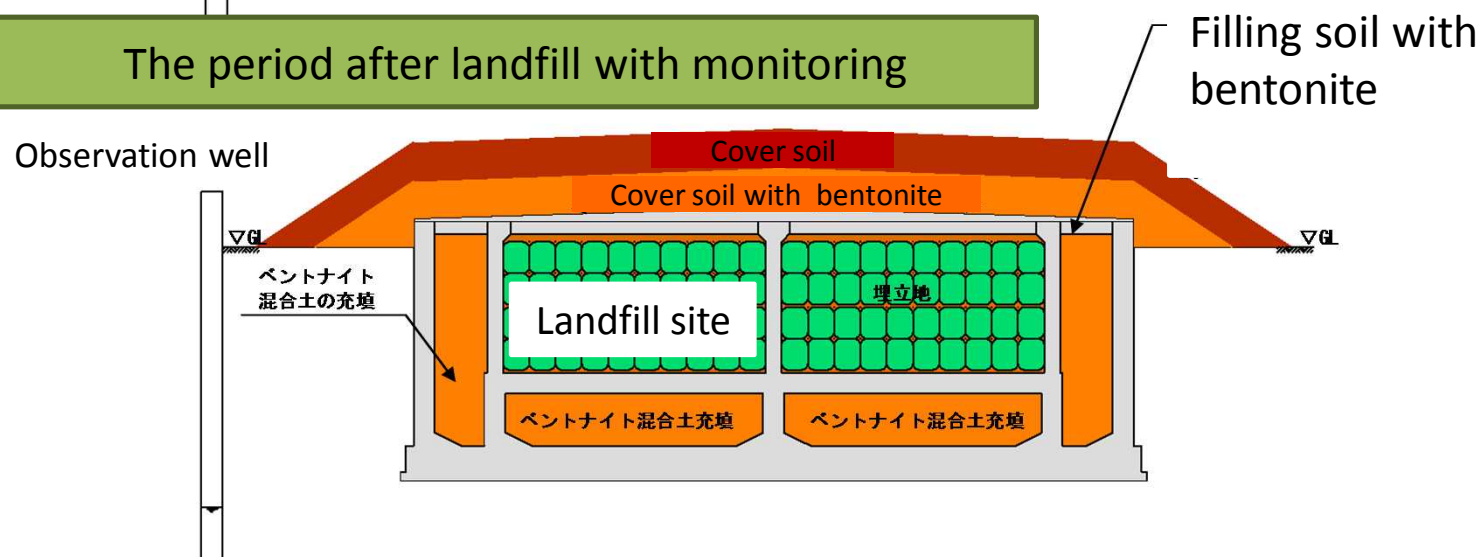 The period after landfill with monitoring
Filling soil with
bentonite
Observation well
Cover soil
Cover soil with bentonite
▽GL
▽GL
ベントナイト
混合土の充填
Landfill site
埋立地
ベントナイト混合土充填
ベントナイト混合土充填